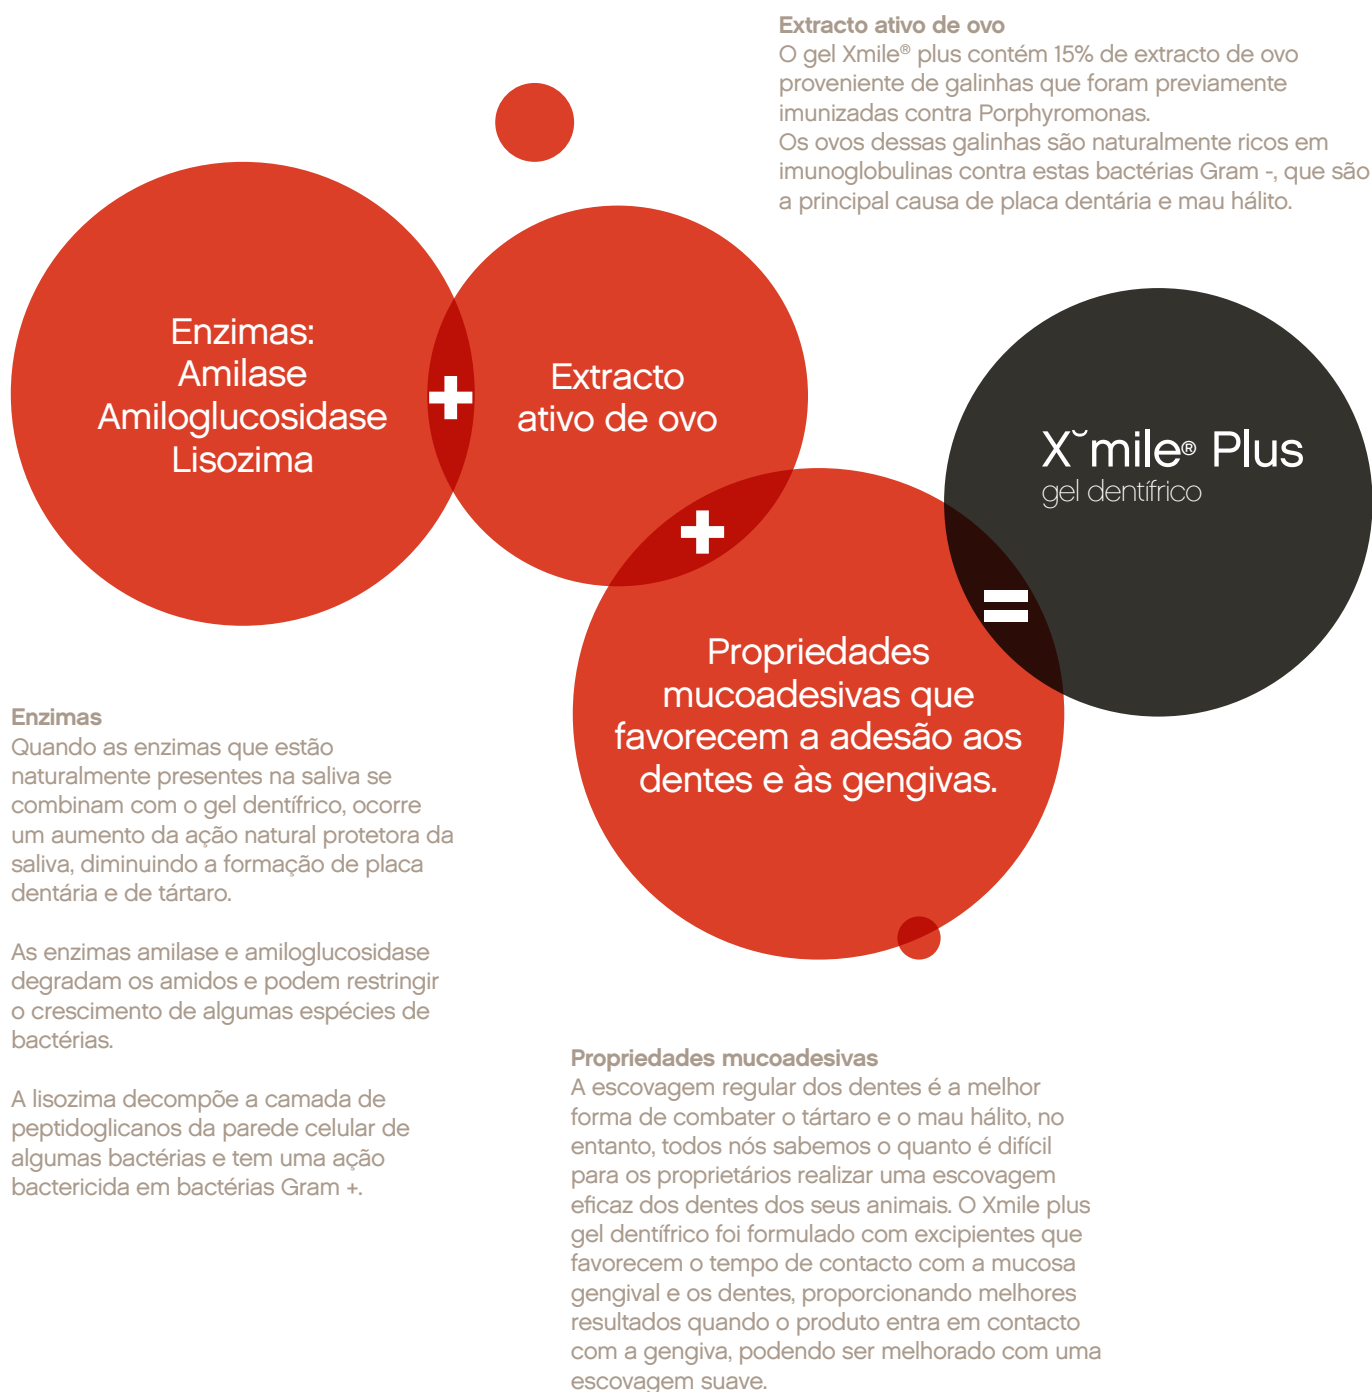 Extracto ativo de ovo
O gel Xmile® plus contém 15% de extracto de ovo
proveniente de galinhas que foram previamente
imunizadas contra Porphyromonas.
Os ovos dessas galinhas são naturalmente ricos em
imunoglobulinas contra estas bactérias Gram -, que são
a principal causa de placa dentária e mau hálito.
Enzimas:
Amilase
Amiloglucosidase
Lisozima
+
Extracto
ativo de ovo
+
Propriedades
mucoadesivas que
favorecem a adesão aos
dentes e às gengivas.
=
X˘mile® Plus
gel dentífrico
Enzimas
Quando as enzimas que estão
naturalmente presentes na saliva se
combinam com o gel dentífrico, ocorre
um aumento da ação natural protetora da
saliva, diminuindo a formação de placa
dentária e de tártaro.
As enzimas amilase e amiloglucosidase
degradam os amidos e podem restringir
o crescimento de algumas espécies de
bactérias.
A lisozima decompõe a camada de
peptidoglicanos da parede celular de
algumas bactérias e tem uma ação
bactericida em bactérias Gram +.
Propriedades mucoadesivas
A escovagem regular dos dentes é a melhor
forma de combater o tártaro e o mau hálito, no
entanto, todos nós sabemos o quanto é difícil
para os proprietários realizar uma escovagem
eficaz dos dentes dos seus animais. O Xmile plus
gel dentífrico foi formulado com excipientes que
favorecem o tempo de contacto com a mucosa
gengival e os dentes, proporcionando melhores
resultados quando o produto entra em contacto
com a gengiva, podendo ser melhorado com uma
escovagem suave.